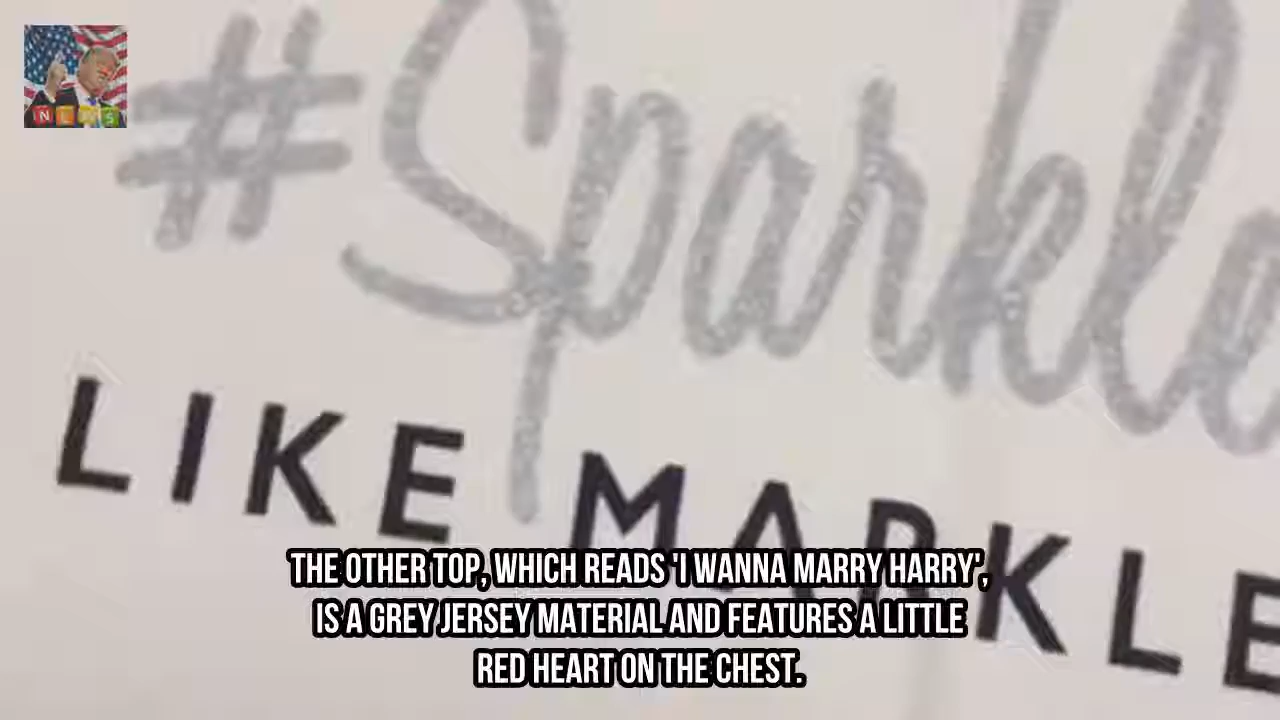 NEWS
#Sparkle
LIKE MARKLE
THE OTHER TOP, WHICH READS 'I WANNA MARRY HARRY',
IS A GREY JERSEY MATERIAL AND FEATURES A LITTLE
RED HEART ON THE CHEST.